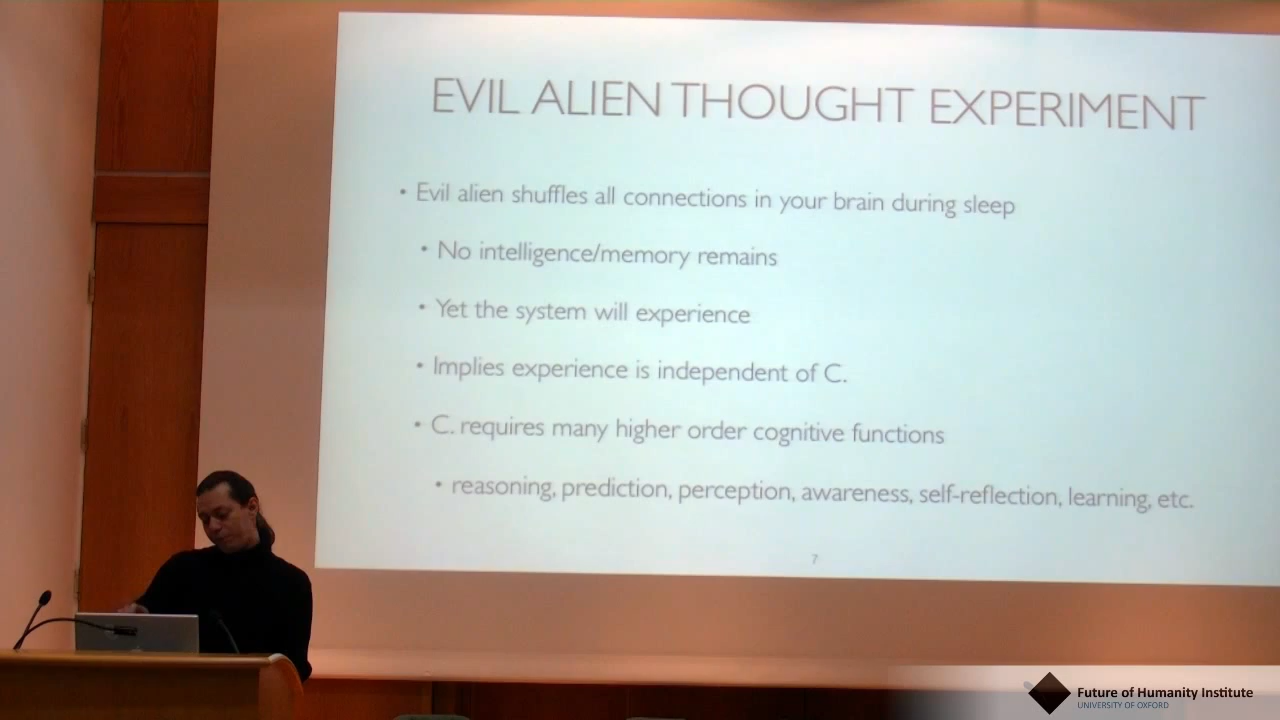 EVIL ALIEN THOUGHT EXPERIMENT
• Evil alien shuffles all connections in your brain during sleep
• No intelligence/memory remains
• Yet the system will experience
• Implies experience is independent of C.
• C. requires many higher order cognitive functions
• reasoning, prediction, perception, awareness, self-reflection, learning, etc.
7
Future of Humanity Institute
UNIVERSITY OF OXFORD